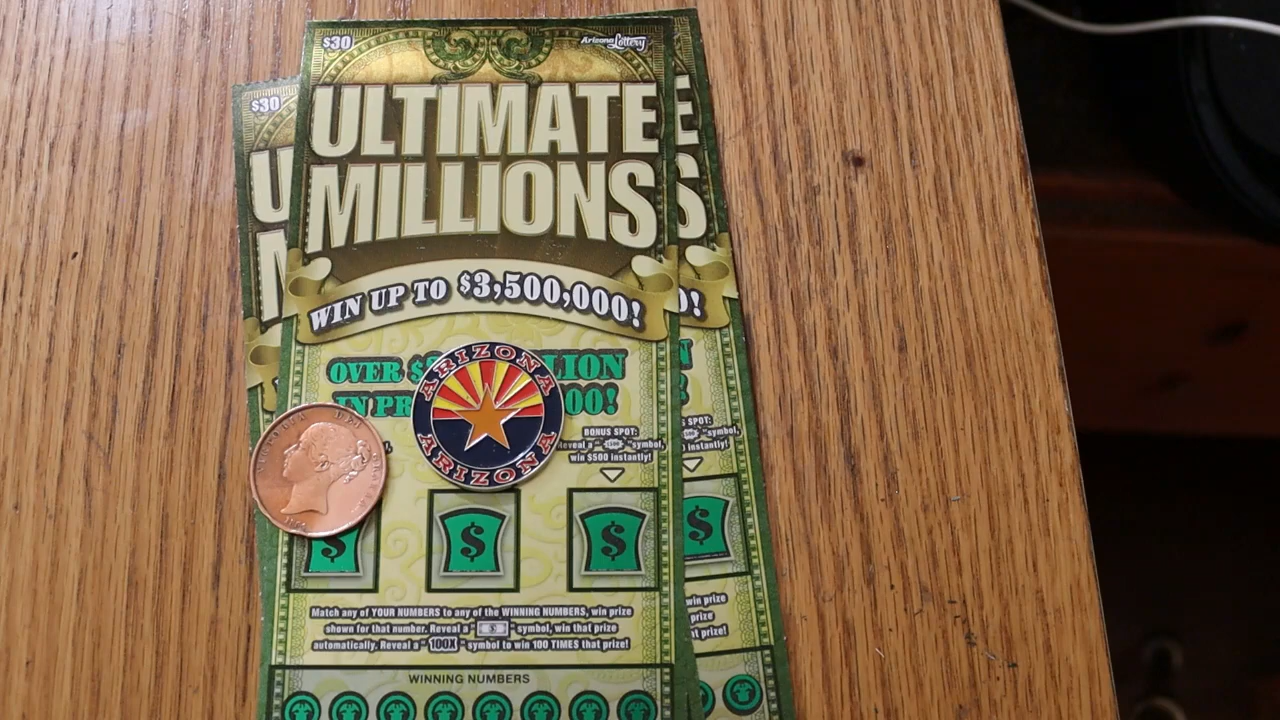 $30
Arizona Lottery
ULTIMATE
MILLIONS
WIN UP TO $3,500,000!
OVER $ LION
IN PR 00!
ARIZONA
ARIZONA
BONUS SPOT:
Reveal a " " symbol,
win $500 instantly!
$ $ $
Match any of YOUR NUMBERS to any of the WINNING NUMBERS, win prize
shown for that number. Reveal a " $ " symbol, win that prize
automatically. Reveal a " 100X " symbol to win 100 TIMES that prize!
WINNING NUMBERS
$30
U
M
E
S
0!
N
SPOT:
" symbol,
instantly!
$
win prize
prize
at prize!